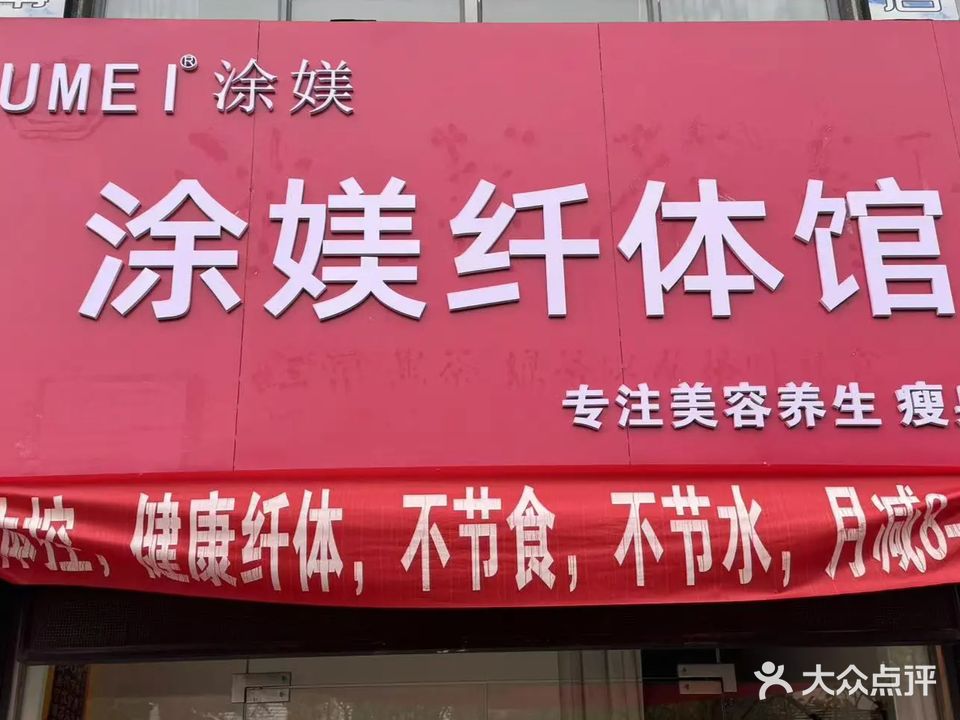 UMEI® 涂媄
涂媄纤体馆
专注美容养生 瘦
控，健康纤体，不节食，不节水，月减8-
大众点评